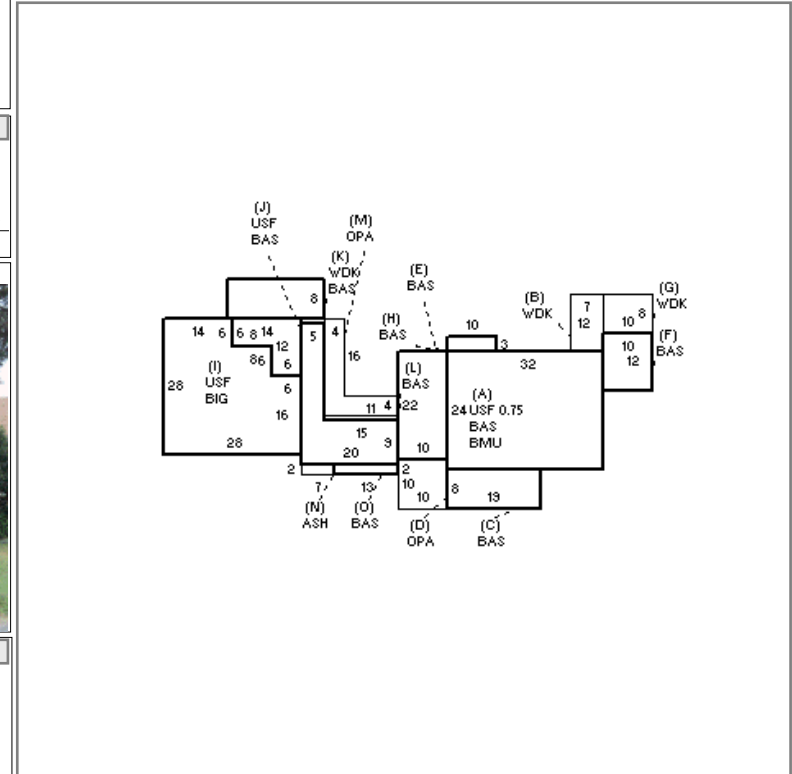 (J)
USF
BAS
(M)
OPA
(K)
WDK
BAS
(E)
BAS
(B)
WDK
(G)
WDK
(H)
BAS
(F)
BAS
8
7
12
10 8
10
3
14 6 6 8 14
5
4
12
16
8 6
6
6
10
12
32
(I)
USF
BIG
28
16
28
(L)
BAS
22
11 4
(A)
24 USF 0.75
BAS
BMU
15
9
20
10
2
2
7
13
10
10
8
19
(N)
ASH
(O)
BAS
(D)
OPA
(C)
BAS